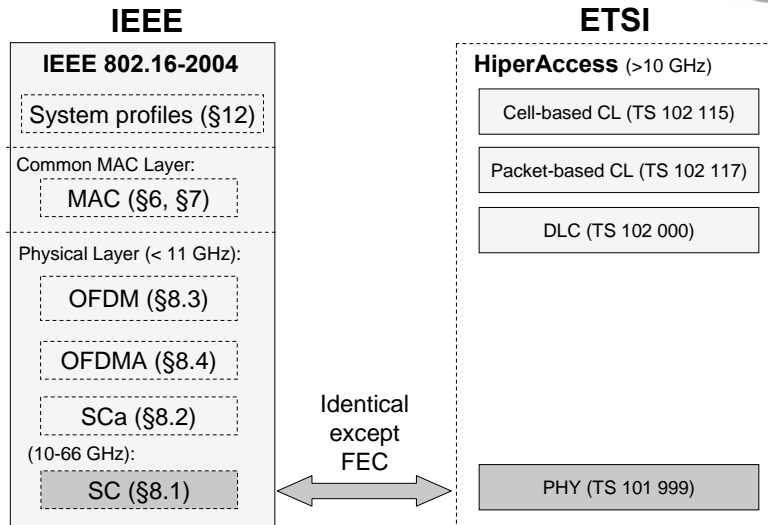 IEEE
IEEE 802.16-2004
System profiles (§12)
Common MAC Layer:
MAC (§6, §7)
Physical Layer (< 11 GHz):
OFDM (§8.3)
OFDMA (§8.4)
SCa (§8.2)
(10-66 GHz):
SC (§8.1)
Identical
except
FEC
ETSI
HiperAccess (>10 GHz)
Cell-based CL (TS 102 115)
Packet-based CL (TS 102 117)
DLC (TS 102 000)
PHY (TS 101 999)